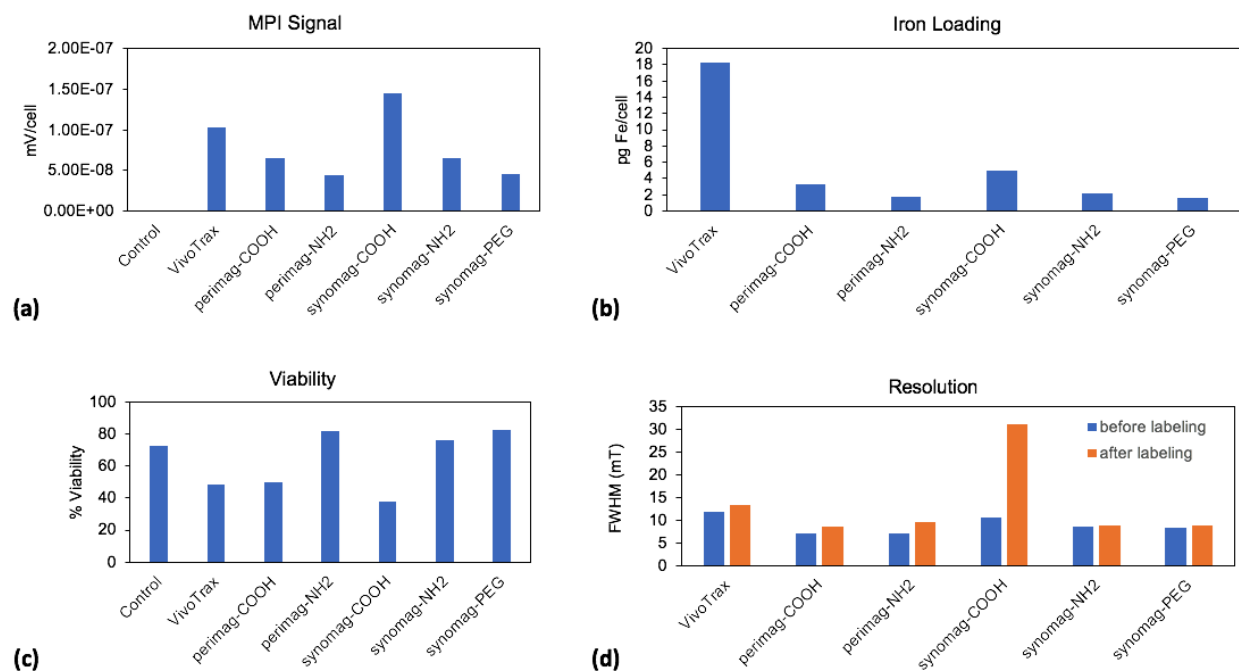 MPI Signal
2.00E-07
1.50E-07
1.00E-07
5.00E-08
0.00E+00
mV/cell
Control
VivoTrax
perimag-COOH
perimag-NH2
synomag-COOH
synomag-NH2
synomag-PEG
(a)
Iron Loading
20
18
16
14
12
10
8
6
4
2
0
pg Fe/cell
VivoTrax
perimag-COOH
perimag-NH2
synomag-COOH
synomag-NH2
synomag-PEG
(b)
Viability
100
80
60
40
20
0
% Viability
Control
VivoTrax
perimag-COOH
perimag-NH2
synomag-COOH
synomag-NH2
synomag-PEG
(c)
Resolution
35
30
25
20
15
10
5
0
FWHM (mT)
before labeling
after labeling
VivoTrax
perimag-COOH
perimag-NH2
synomag-COOH
synomag-NH2
synomag-PEG
(d)